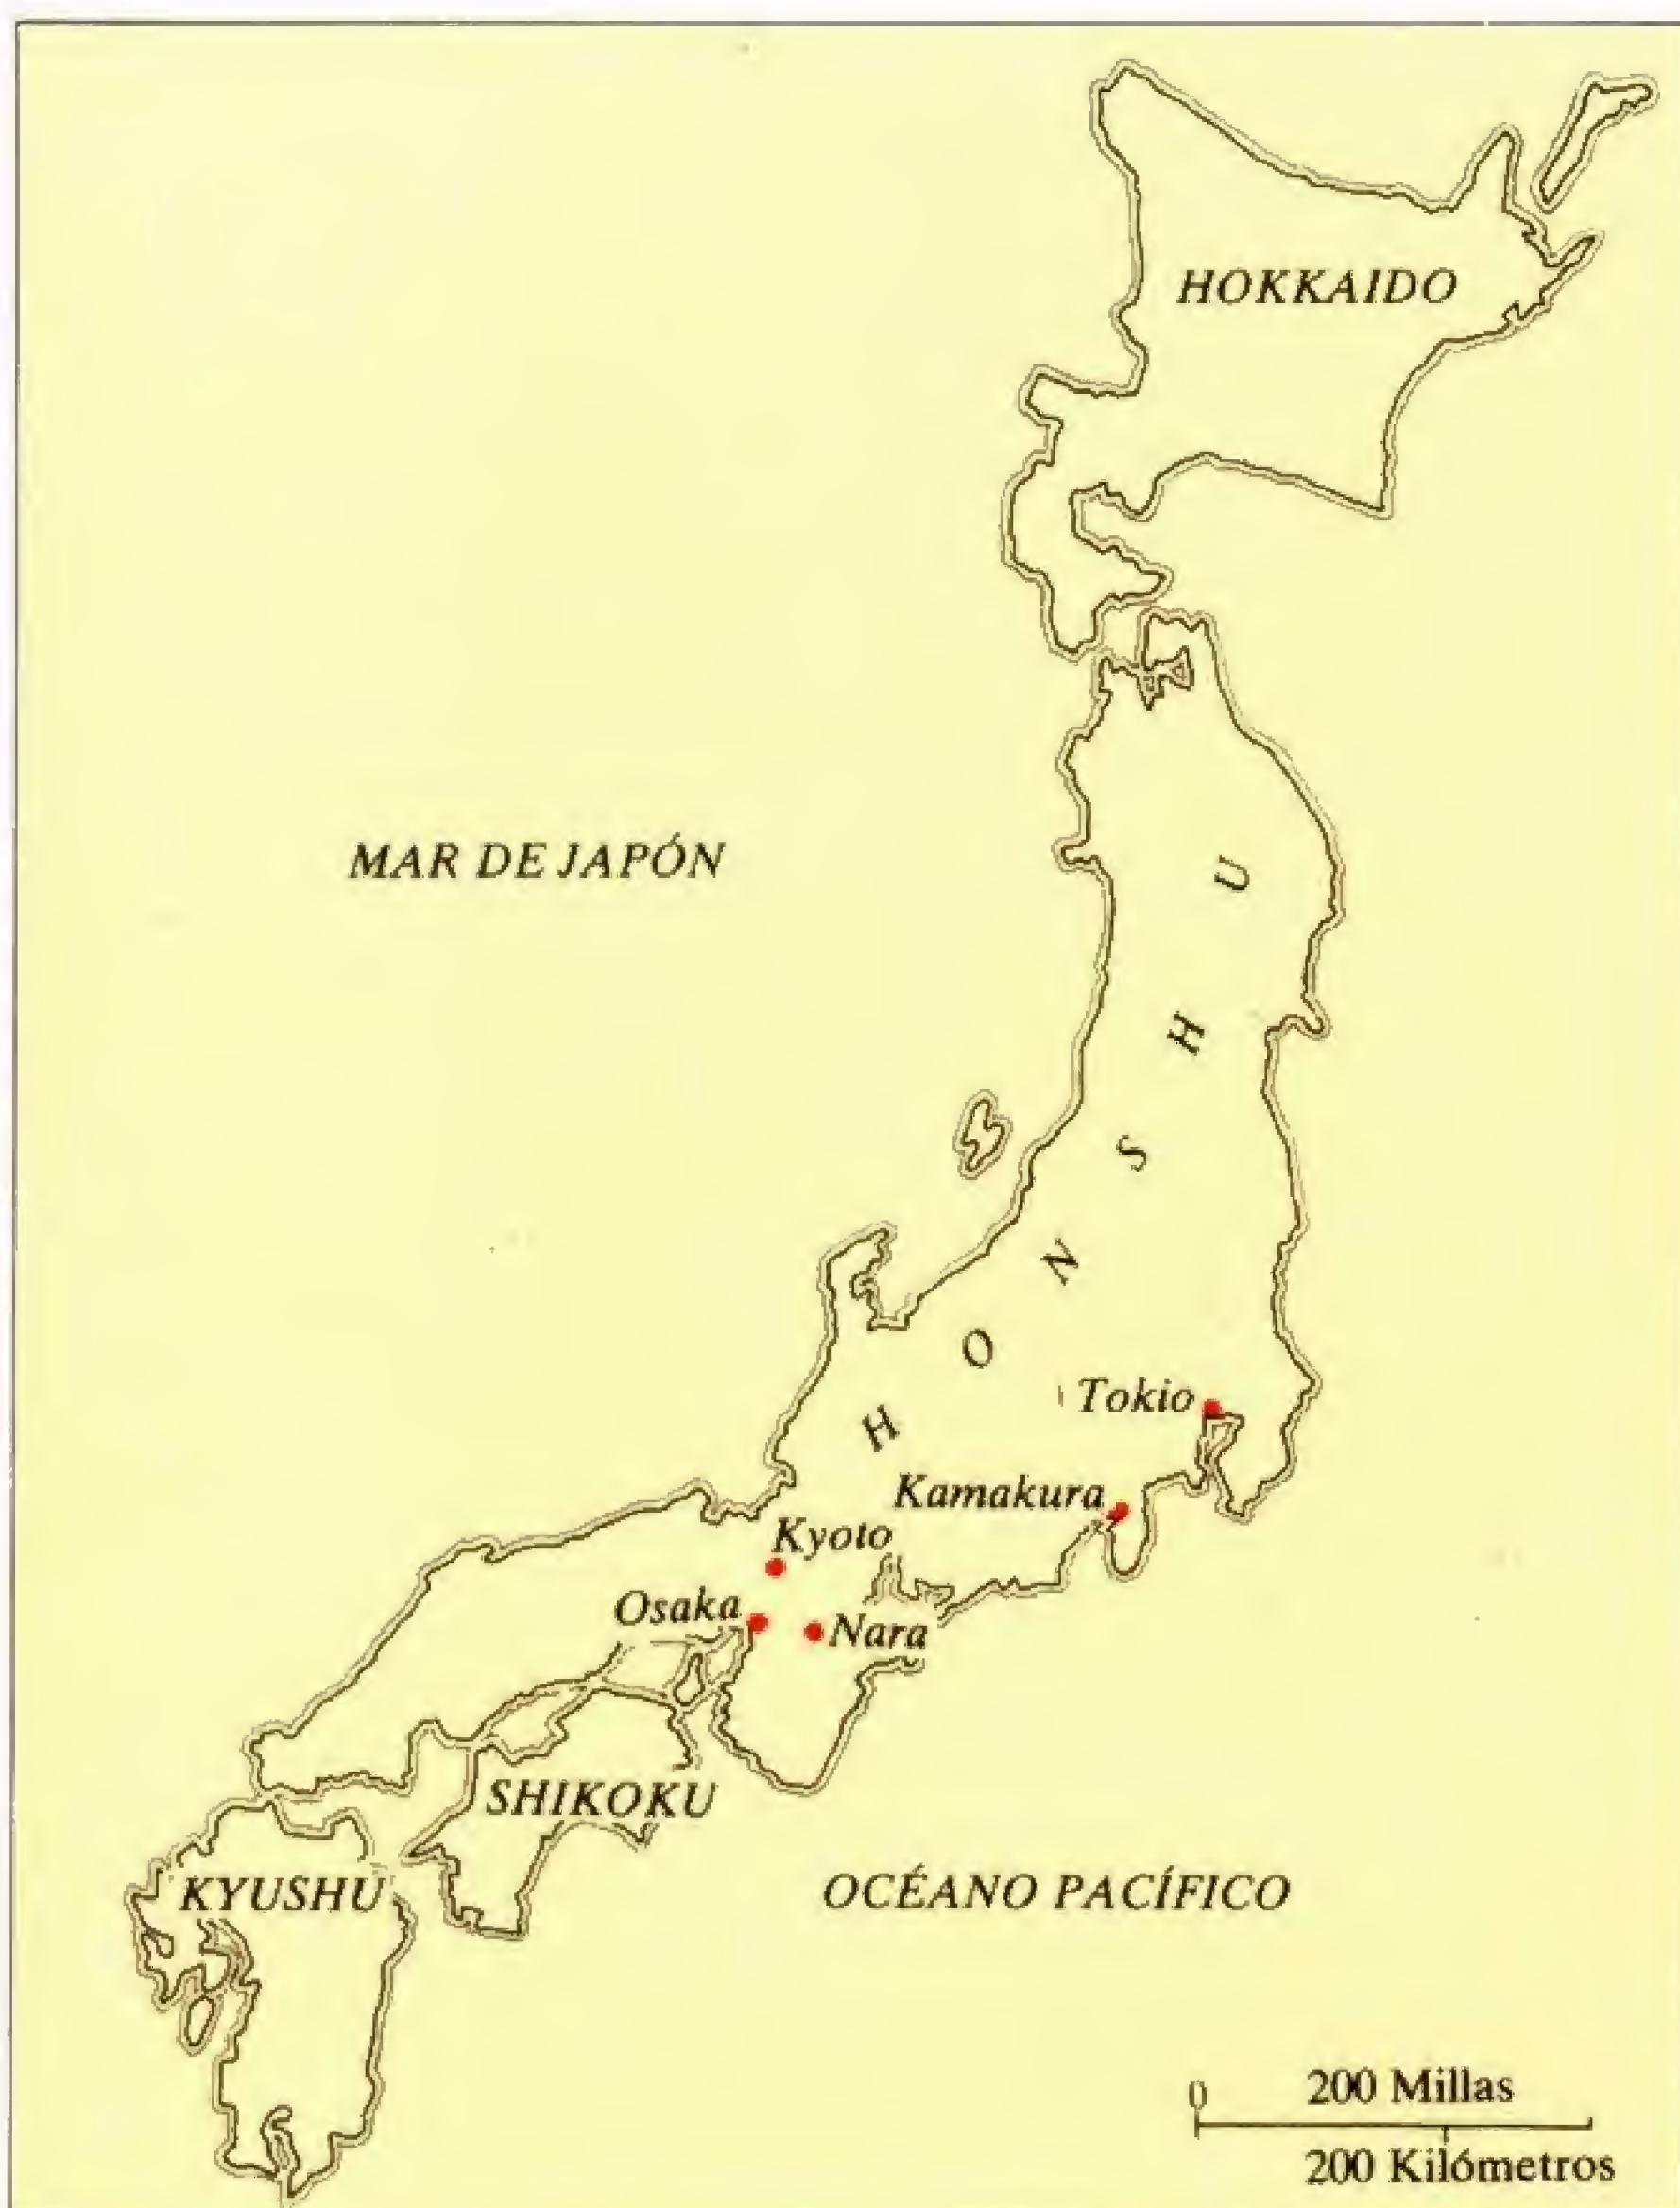 HOKKAIDO
MAR DE JAPÓN
HONSHU
Tokio
Kamakura
Kyoto
Osaka
Nara
SHIKOKU
KYUSHU
OCÉANO PACÍFICO
0
200 Millas
200 Kilómetros